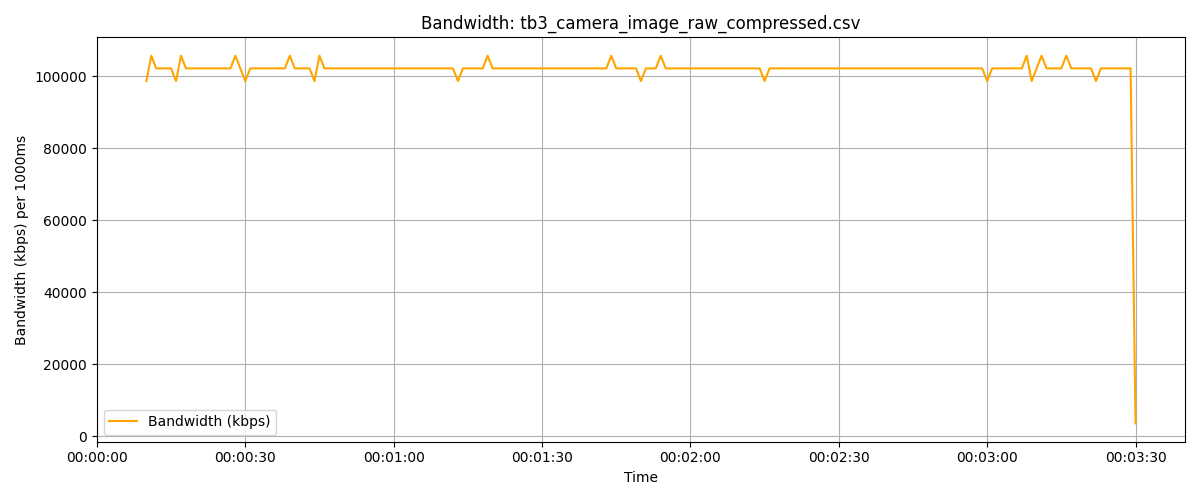 Bandwidth: tb3_camera_image_raw_compressed.csv
Bandwidth (kbps) per 1000ms
100000
80000
60000
40000
20000
0
Bandwidth (kbps)
00:00:00 00:00:30 00:01:00 00:01:30 00:02:00 00:02:30 00:03:00 00:03:30
Time